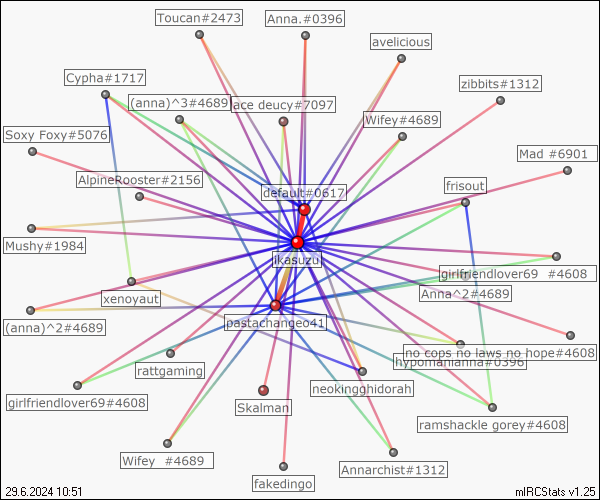 Toucan#2473
Anna.#0396
avelicious
Cypha#1717
zibbits#1312
(anna)^3#4689
ace deucy#7097
Wifey#4689
Soxy Foxy#5076
Mad #6901
AlpineRooster#2156
default#0617
frisout
Mushy#1984
ikasuzu
girlfriendlover69 #4608
Anna^2#4689
xenoyaut
(anna)^2#4689
pastachangeo41
no cops no laws no hope#4608
hypomanianna#0396
rattgaming
neokingghidorah
girlfriendlover69#4608
Skalman
ramshackle gorey#4608
Wifey #4689
Annarchist#1312
fakedingo
29.6.2024 10:51
mIRCStats v1.25